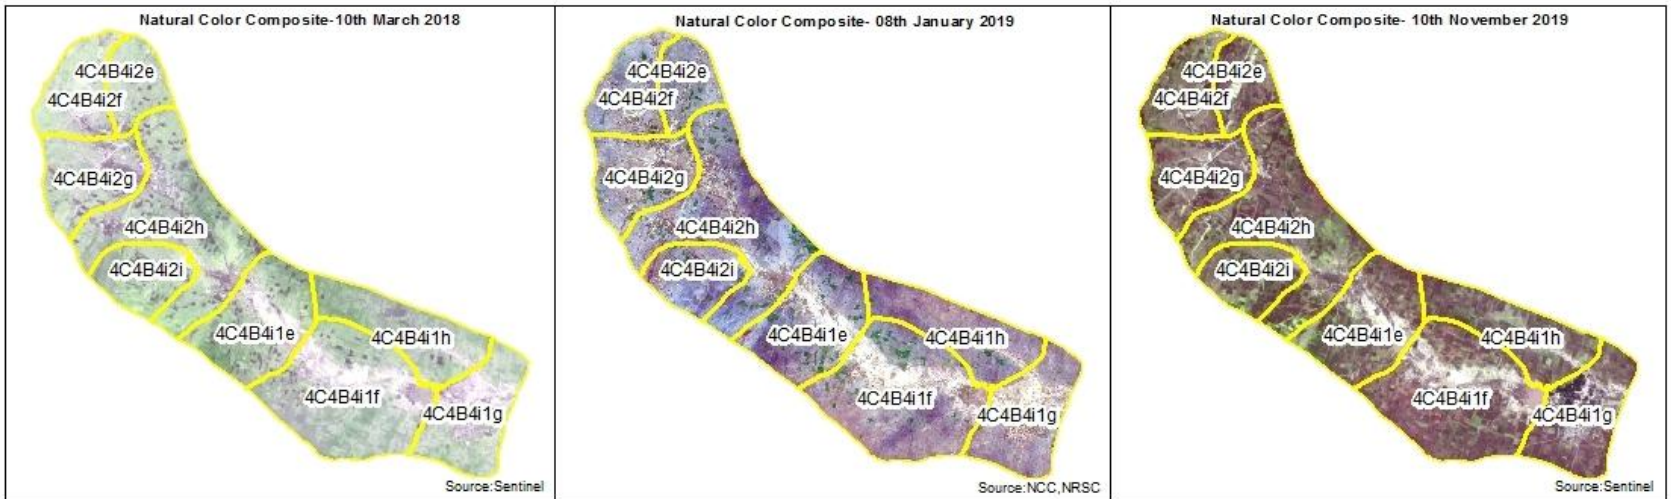 Natural Color Composite-10th March 2018
4C4B4i2e
4C4B4i2f
4C4B4i2g
4C4B4i2h
4C4B4i2i
4C4B4i1e
4C4B4i1h
4C4B4i1f
4C4B4i1g
Source:Sentinel
Natural Color Composite- 08th January 2019
4C4B4i2e
4C4B4i2f
4C4B4i2g
4C4B4i2h
4C4B4i2i
4C4B4i1e
4C4B4i1h
4C4B4i1f
4C4B4i1g
Source:NCC,NRSC
Natural Color Composite- 10th November 2019
4C4B4i2e
4C4B4i2f
4C4B4i2g
4C4B4i2h
4C4B4i2i
4C4B4i1e
4C4B4i1h
4C4B4i1f
4C4B4i1g
Source:Sentinel